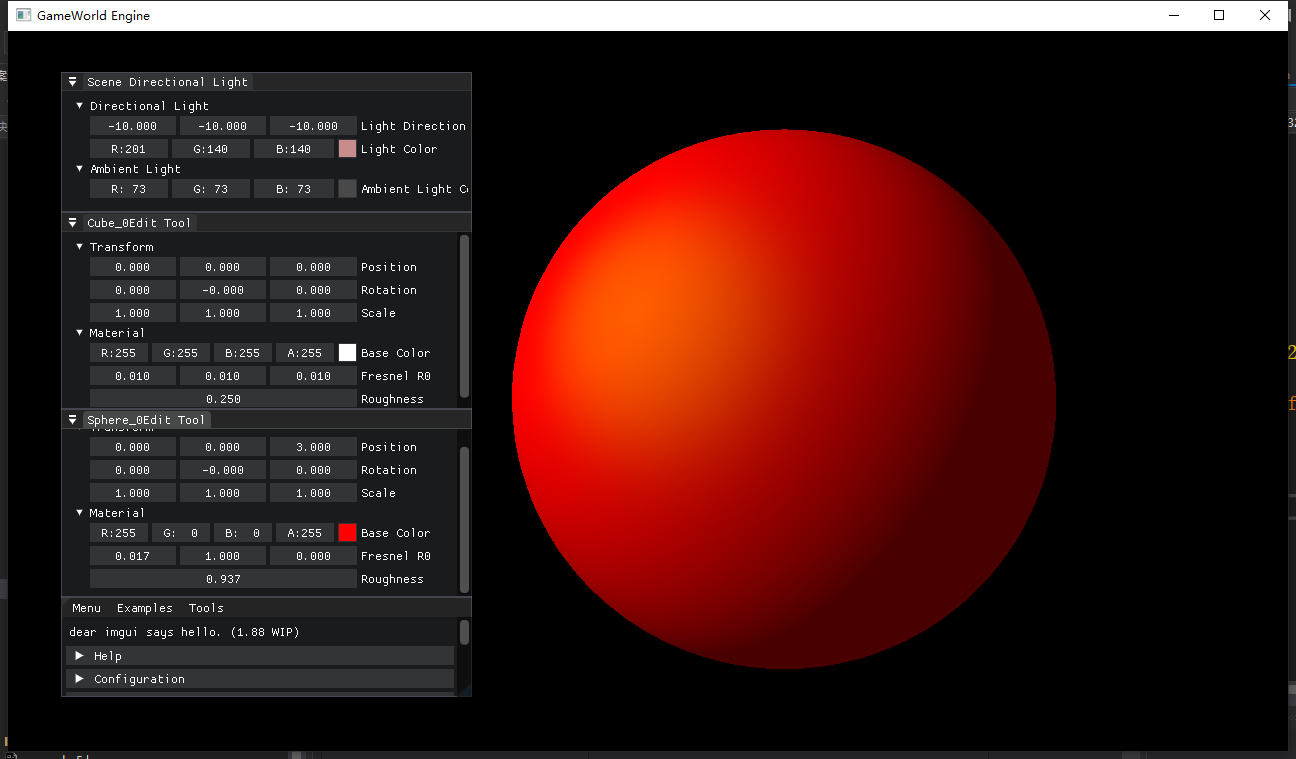 GameWorld Engine
Scene Directional Light
Directional Light
-10.000 -10.000 -10.000 Light Direction
R:201 G:140 B:140 Light Color
Ambient Light
R: 73 G: 73 B: 73 Ambient Light C
Cube_0Edit Tool
Transform
0.000 0.000 0.000 Position
0.000 -0.000 0.000 Rotation
1.000 1.000 1.000 Scale
Material
R:255 G:255 B:255 A:255 Base Color
0.010 0.010 0.010 Fresnel R0
0.250 Roughness
Sphere_0Edit Tool
Transform
0.000 0.000 3.000 Position
0.000 -0.000 0.000 Rotation
1.000 1.000 1.000 Scale
Material
R:255 G: 0 B: 0 A:255 Base Color
0.017 1.000 0.000 Fresnel R0
0.937 Roughness
Menu Examples Tools
dear imgui says hello. (1.88 WIP)
Help
Configuration